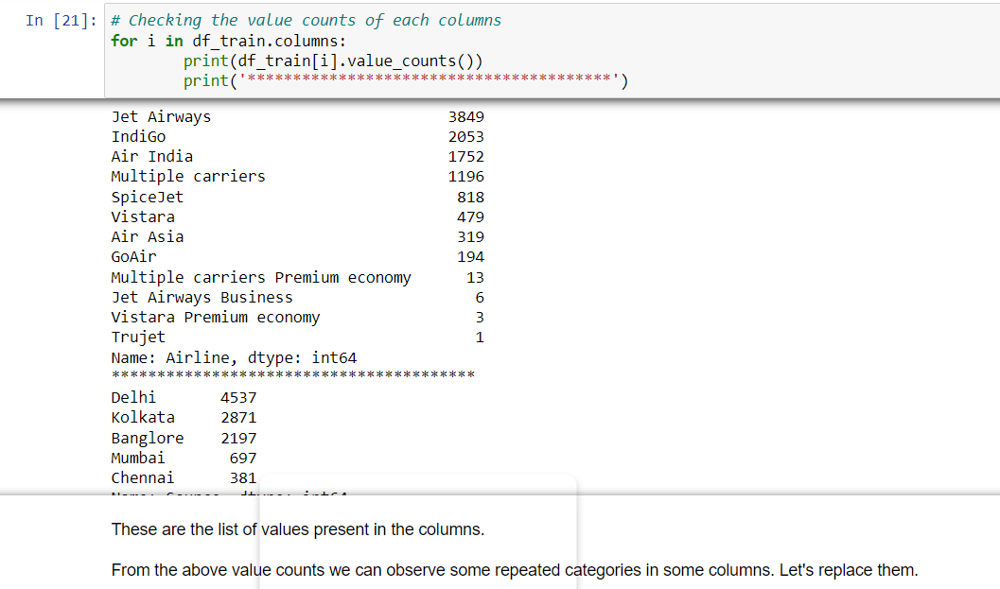 In [21]: # Checking the value counts of each columns
for i in df_train.columns:
print(df_train[i].value_counts())
print('****************************************')
Jet Airways 3849
IndiGo 2053
Air India 1752
Multiple carriers 1196
SpiceJet 818
Vistara 479
Air Asia 319
GoAir 194
Multiple carriers Premium economy 13
Jet Airways Business 6
Vistara Premium economy 3
Trujet 1
Name: Airline, dtype: int64
****************************************
Delhi 4537
Kolkata 2871
Banglore 2197
Mumbai 697
Chennai 381
Name: Source, dtype: int64
These are the list of values present in the columns.
From the above value counts we can observe some repeated categories in some columns. Let's replace them.